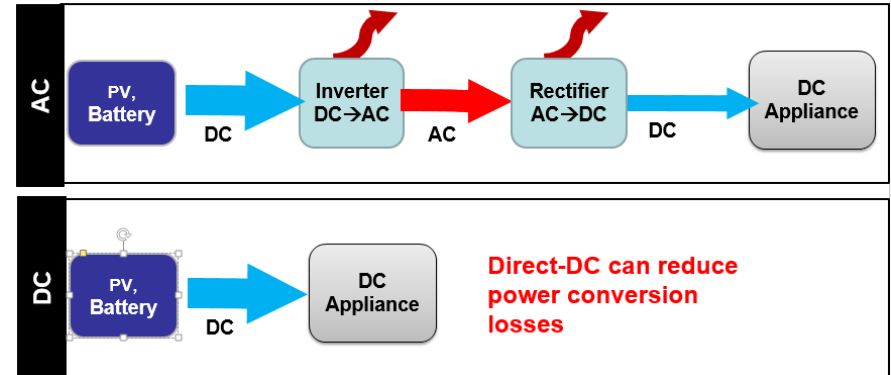 AC
PV,
Battery
DC
Inverter
DC→AC
AC
Rectifier
AC→DC
DC
DC
Appliance
DC
PV,
Battery
DC
DC
Appliance
Direct-DC can reduce
power conversion
losses